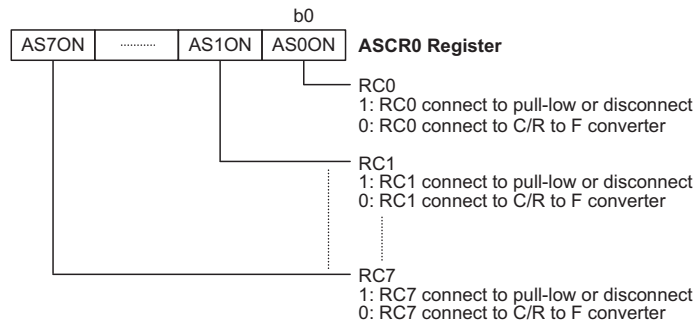 b0
AS7ON ........... AS1ON AS0ON ASCR0 Register
RC0
1: RC0 connect to pull-low or disconnect
0: RC0 connect to C/R to F converter
RC1
1: RC1 connect to pull-low or disconnect
0: RC1 connect to C/R to F converter
RC7
1: RC7 connect to pull-low or disconnect
0: RC7 connect to C/R to F converter